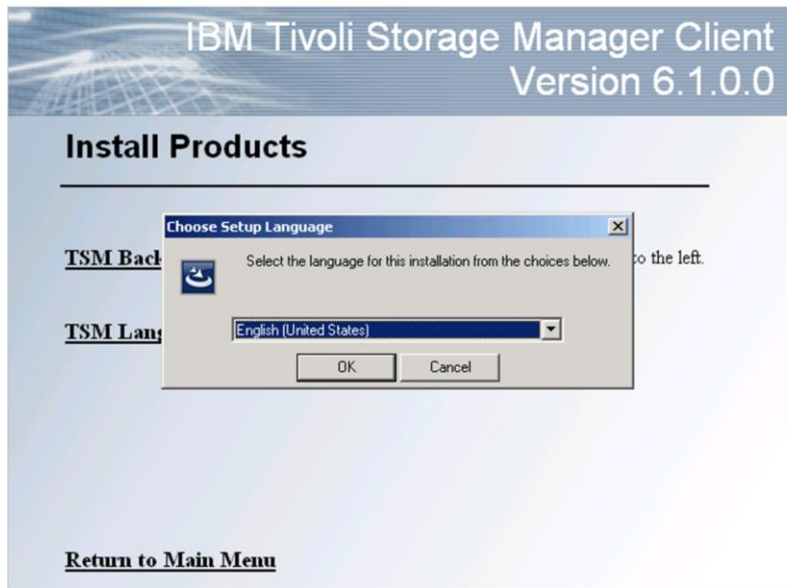 IBM Tivoli Storage Manager Client
Version 6.1.0.0
Install Products
Choose Setup Language
Select the language for this installation from the choices below.
TSM
to the left.
English (United States)
TSM
OK Cancel
Return to Main Menu